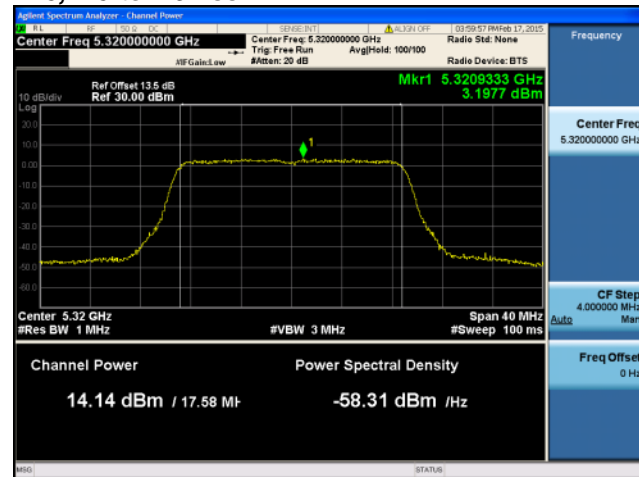 Agilent Spectrum Analyzer - Channel Power
RL RF 50 Ω DC SENSE:INT ALIGN OFF 03:59:57 PM Feb 17, 2015
Center Freq 5.320000000 GHz
Center Freq: 5.320000000 GHz
Radio Std: None
Trig: Free Run Avg|Hold: 100/100
#IFGain:Low #Atten: 20 dB Radio Device: BTS
Ref Offset 13.5 dB
10 dB/div Ref 30.00 dBm
Mkr1 5.3209333 GHz
3.1977 dBm
Log
20.0
10.0
0.00
-10.0
-20.0
-30.0
-40.0
-50.0
-60.0
1
Center 5.32 GHz Span 40 MHz
#Res BW 1 MHz #VBW 3 MHz #Sweep 100 ms
Channel Power Power Spectral Density
14.14 dBm / 17.58 MH -58.31 dBm /Hz
MSG STATUS
Frequency
Center Freq
5.320000000 GHz
CF Step
4.000000 MHz
Auto Man
Freq Offset
0 Hz